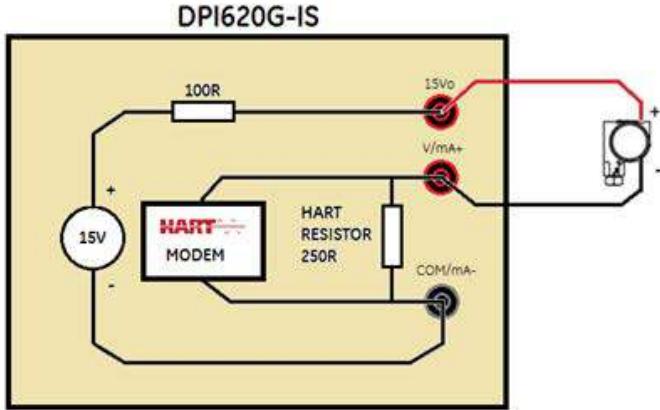 DPI620G-IS
100R
15Vo
V/mA+
+
+
-
15V
-
HART
MODEM
HART
RESISTOR
250R
COM/mA-